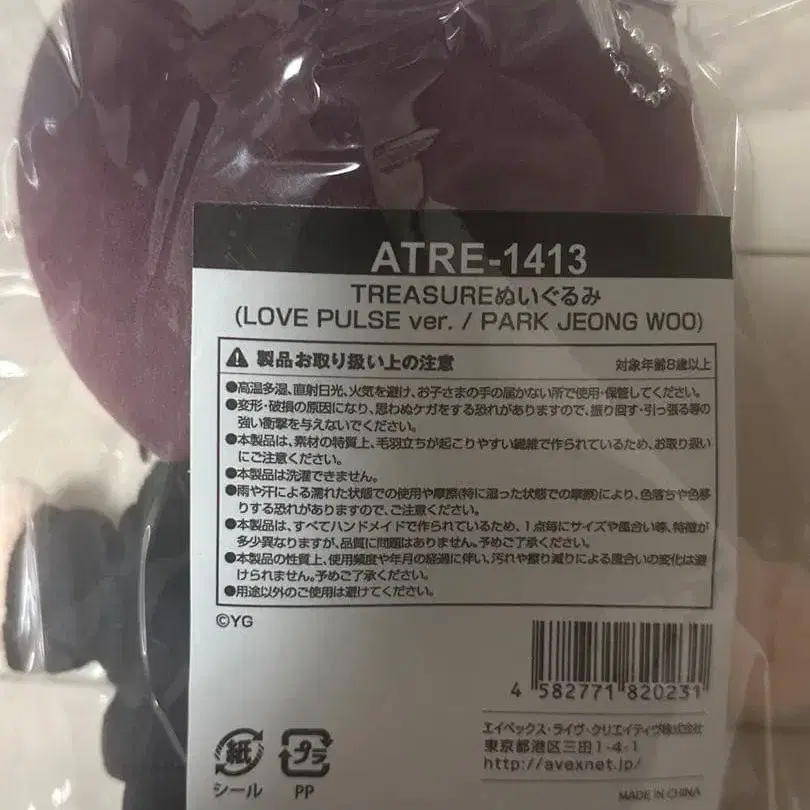 ATRE-1413
TREASUREぬいぐるみ
(LOVE PULSE ver. / PARK JEONG WOO)
製品お取り扱い上の注意 対象年齢8歳以上
●高温多湿、直射日光、火気を避け、お子さまの手の届かない所で使用・保管してください。
●変形・破損の原因になり、思わぬケガをする恐れがありますので、振り回す・引っ張る等の
強い衝撃を与えないでください。
●本製品は、素材の特質上、毛羽立ちが起こりやすい繊維で作られているため、お取り扱い
にご注意ください。
●本製品は洗濯できません。
●雨や汗による濡れた状態での使用や摩擦(特に湿った状態での摩擦)により、色落ちや色移
りする恐れがありますので、ご注意ください。
●本製品は、すべてハンドメイドで作られているため、1点毎にサイズや風合い等、特徴が
多少異なりますが、品質に問題はありません。予めご了承ください。
●本製品の性質上、使用頻度や年月の経過に伴い、汚れや擦り減りによる風合いの変化は避
けられません。予めご了承ください。
●用途以外のご使用は避けてください。
©YG
4 582771 820231
エイベックス・ライヴ・クリエイティヴ株式会社
東京都港区三田1-4-1
http://avexnet.jp/
紙 プラ
シール PP
MADE IN CHINA